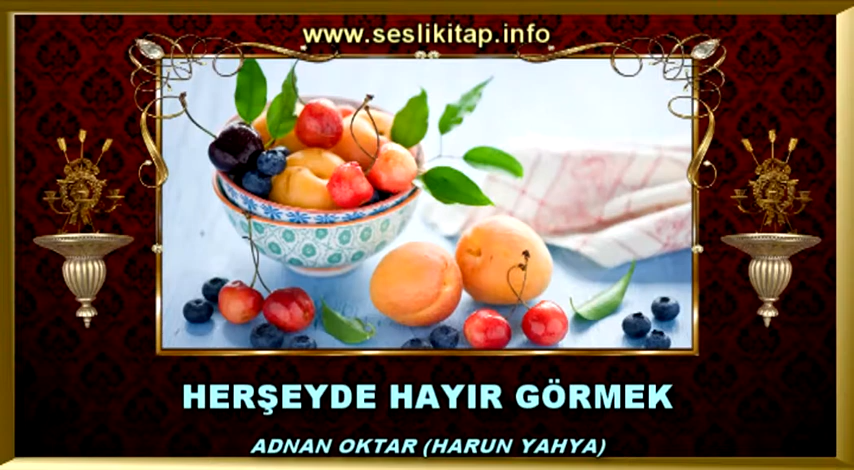 www.seslikitap.info
HERŞEYDE HAYIR GÖRMEK
ADNAN OKTAR (HARUN YAHYA)